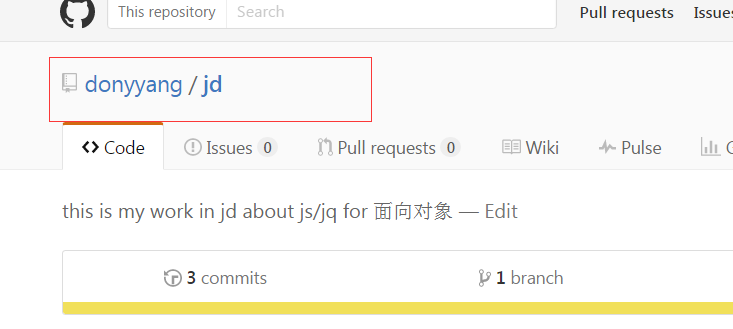 This repository Search Pull requests Issues
donyyang / jd
Code Issues 0 Pull requests 0 Wiki Pulse
this is my work in jd about js/jq for 面向对象 — Edit
3 commits 1 branch